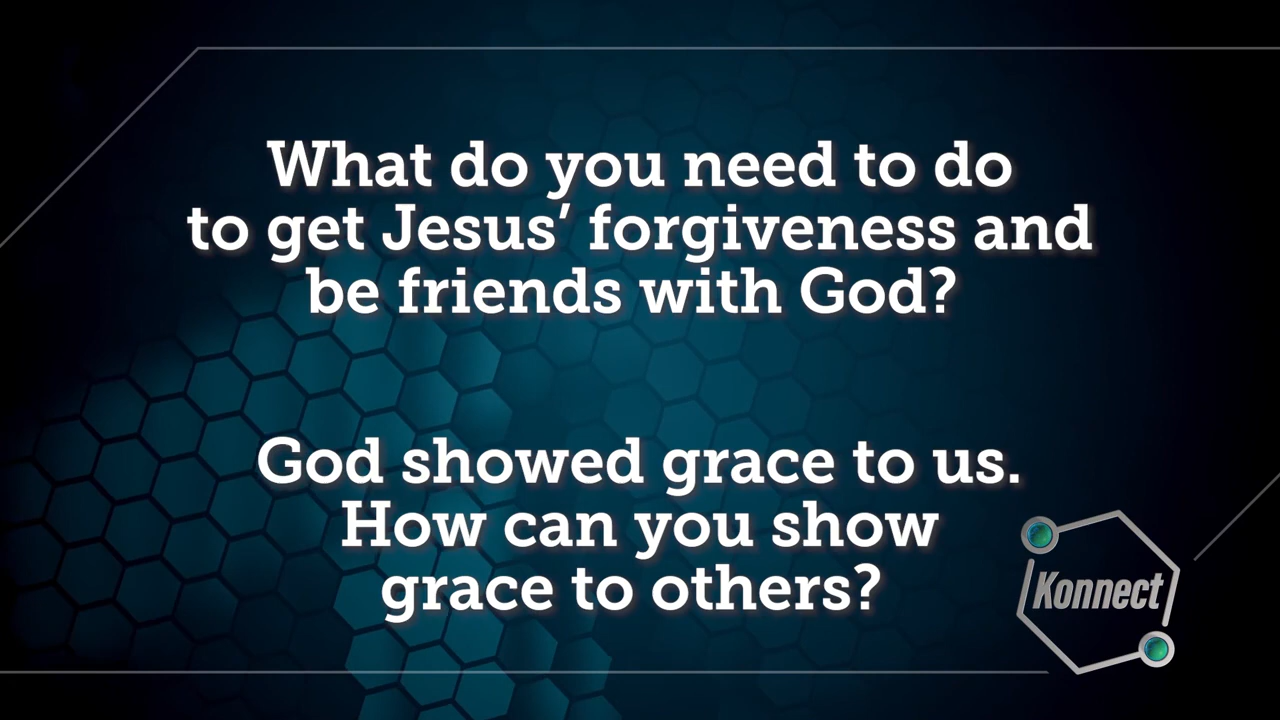 What do you need to do
to get Jesus’ forgiveness and
be friends with God?
God showed grace to us.
How can you show
grace to others?
Konnect